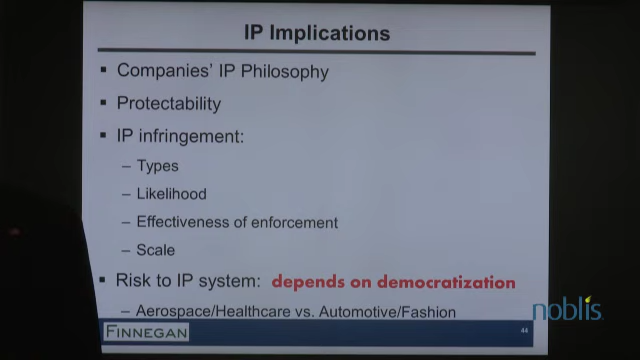 IP Implications
▪ Companies' IP Philosophy
▪ Protectability
▪ IP infringement:
– Types
– Likelihood
– Effectiveness of enforcement
– Scale
▪ Risk to IP system: depends on democratization
– Aerospace/Healthcare vs. Automotive/Fashion
noblis
FINNEGAN
44